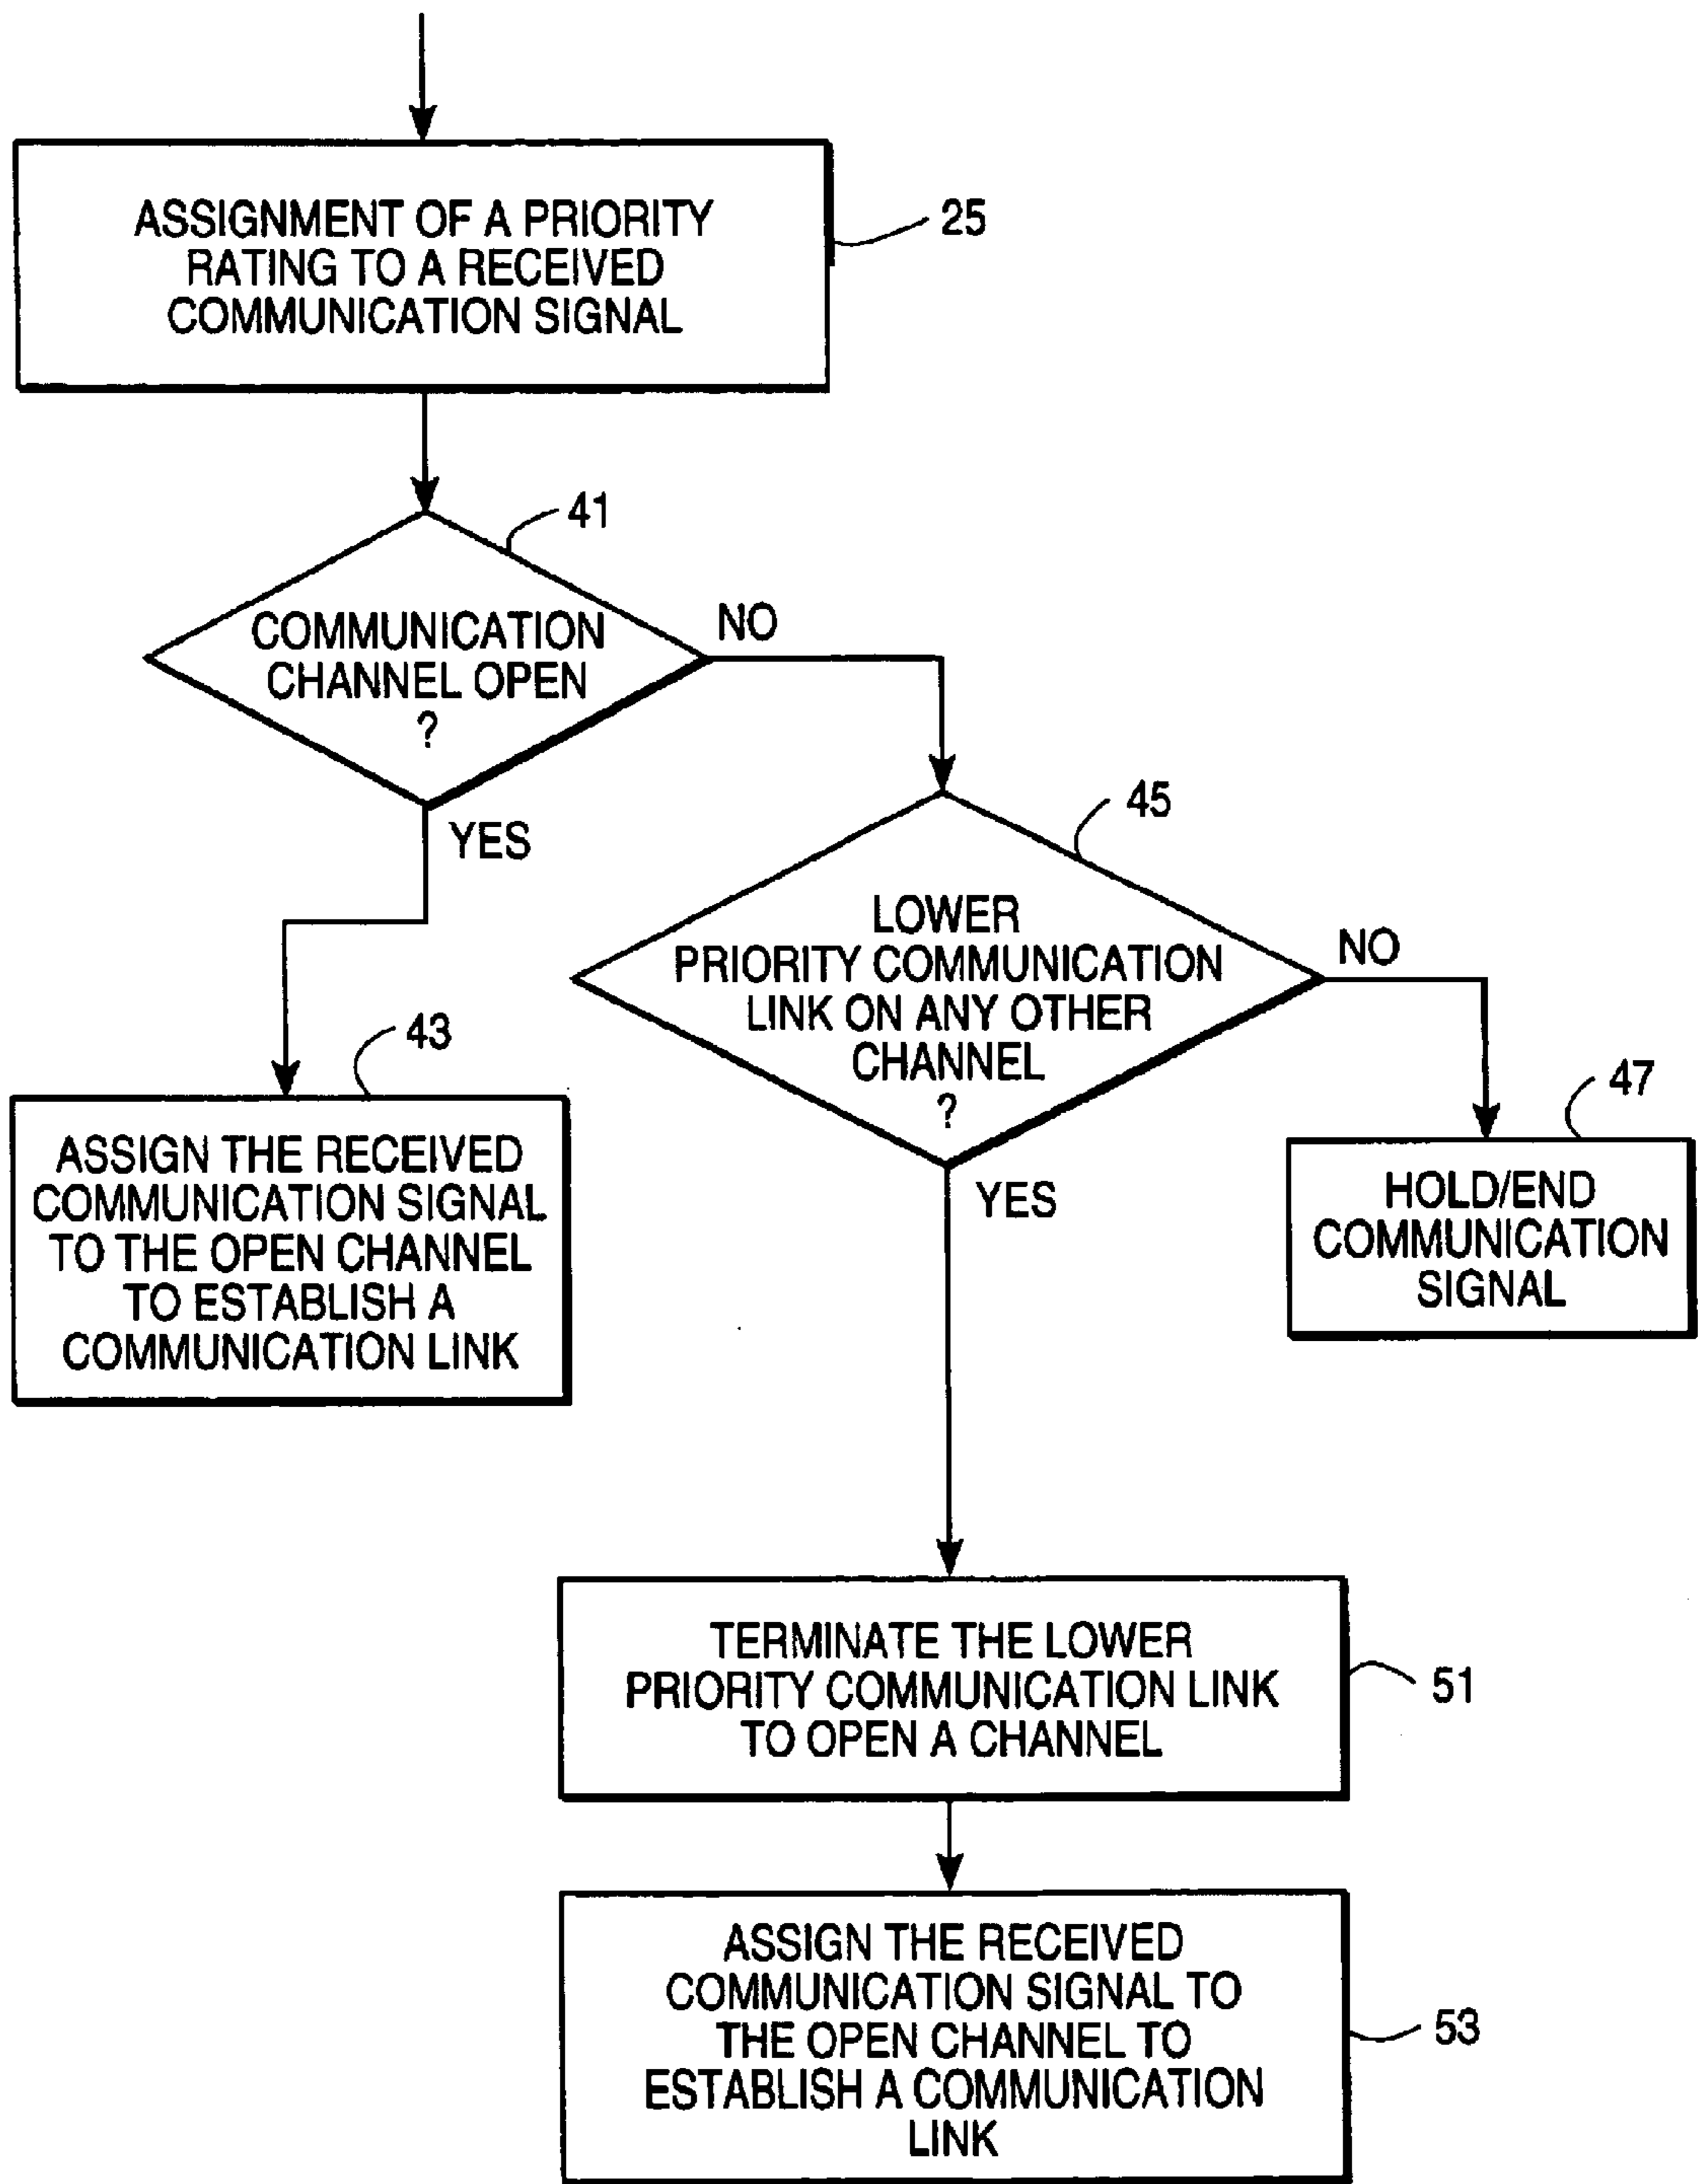 ASSIGNMENT OF A PRIORITY
RATING TO A RECEIVED
COMMUNICATION SIGNAL
25
41
COMMUNICATION
CHANNEL OPEN
?
NO
YES
45
LOWER
PRIORITY COMMUNICATION
LINK ON ANY OTHER
CHANNEL
?
NO
YES
43
ASSIGN THE RECEIVED
COMMUNICATION SIGNAL
TO THE OPEN CHANNEL
TO ESTABLISH A
COMMUNICATION LINK
47
HOLD/END
COMMUNICATION
SIGNAL
TERMINATE THE LOWER
PRIORITY COMMUNICATION LINK
TO OPEN A CHANNEL
51
ASSIGN THE RECEIVED
COMMUNICATION SIGNAL TO
THE OPEN CHANNEL TO
ESTABLISH A COMMUNICATION
LINK
53